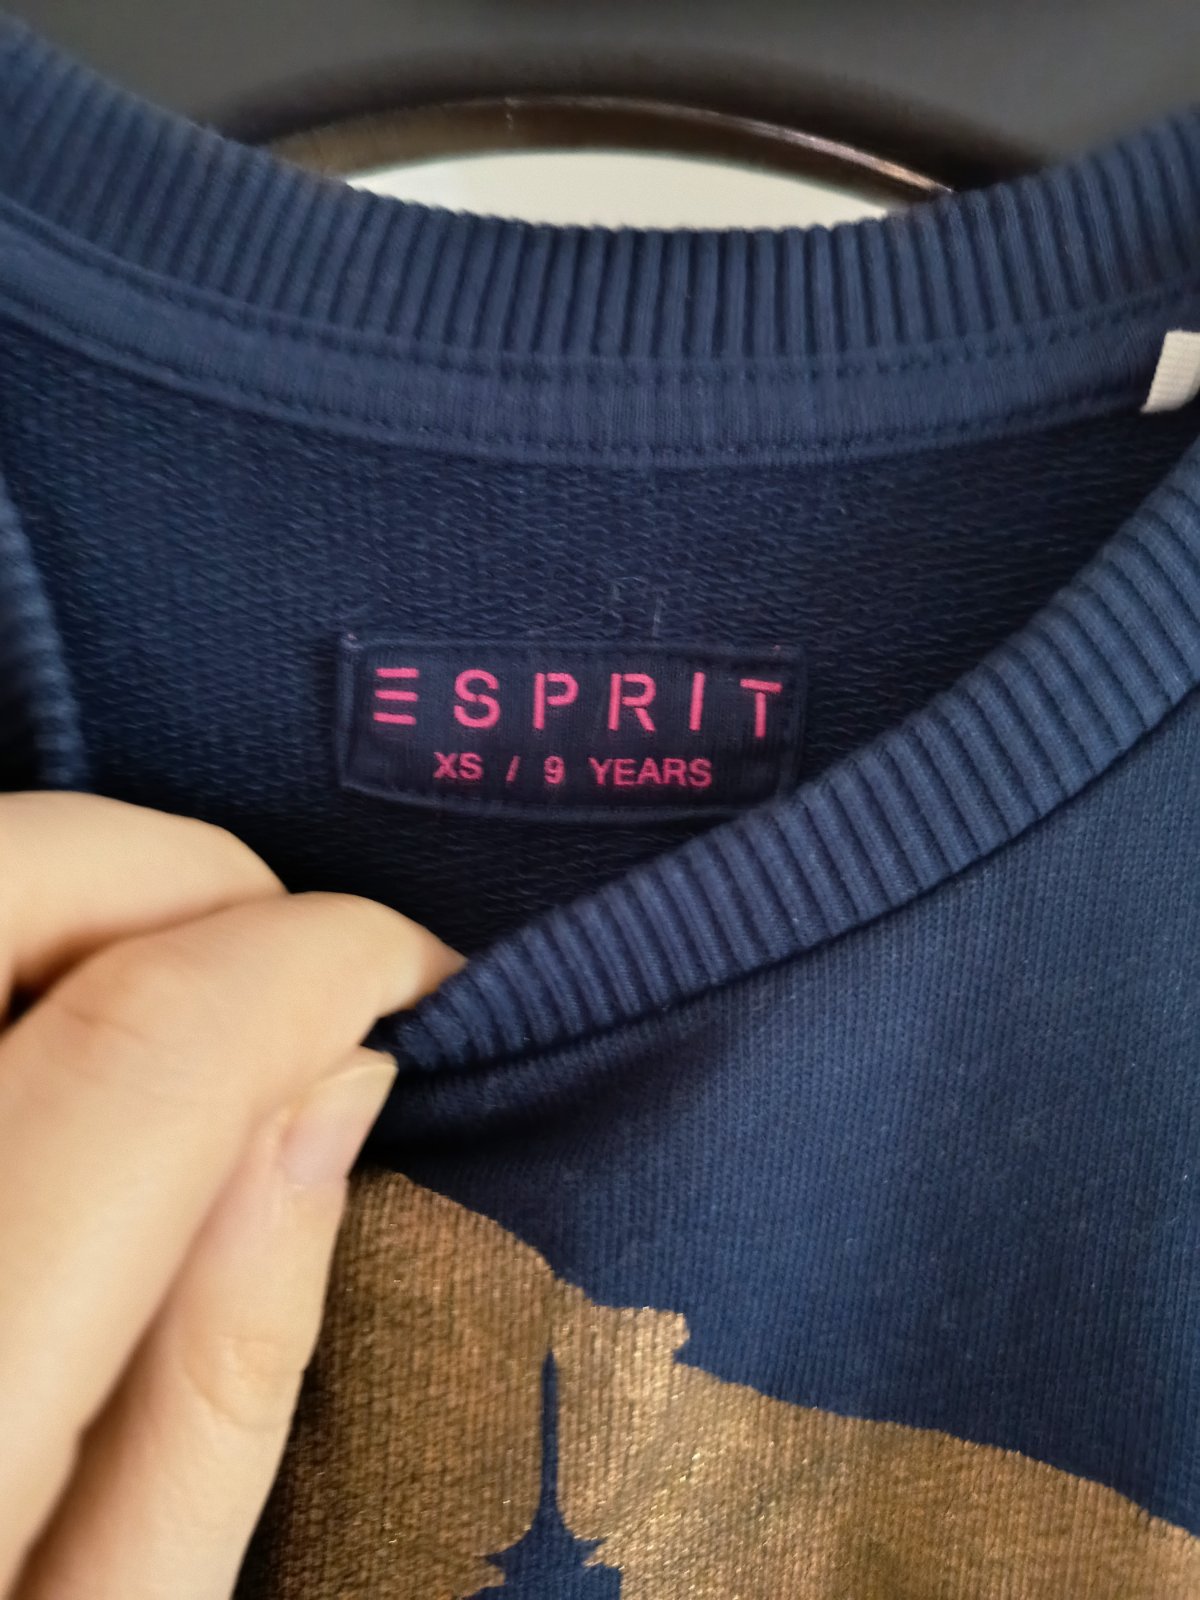 ESPRIT
XS / 9 YEARS